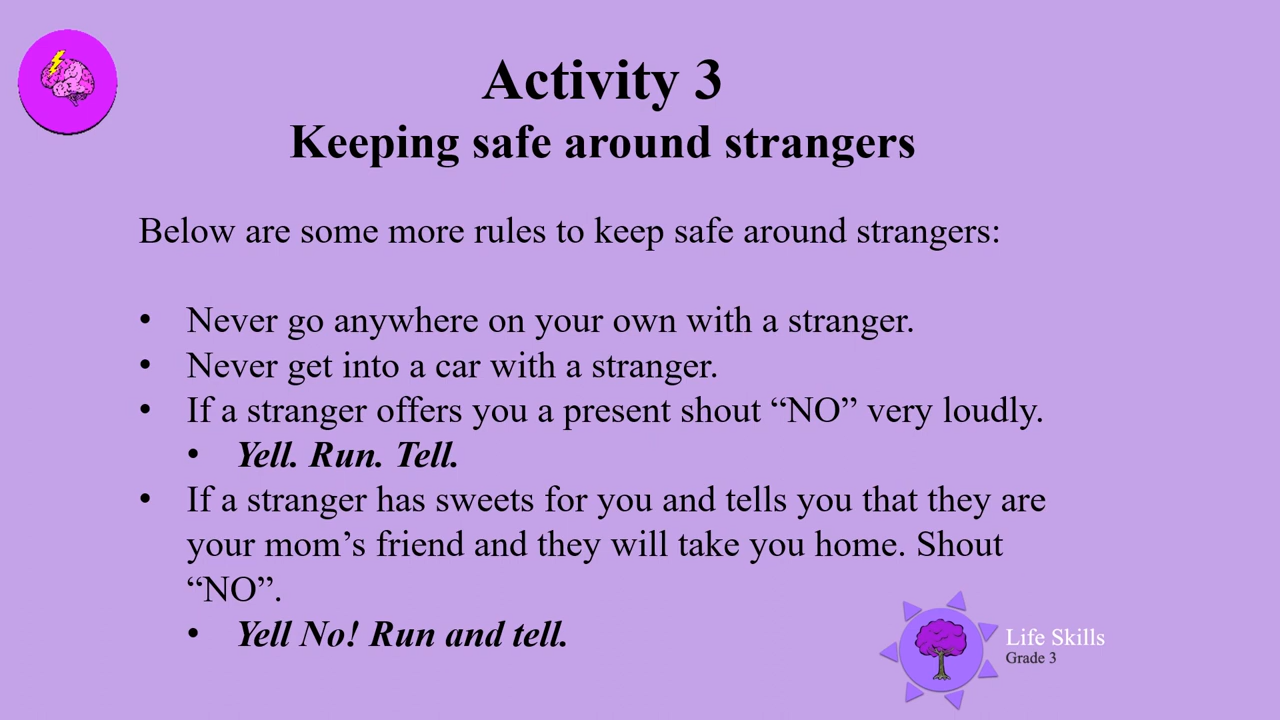 Activity 3
Keeping safe around strangers
Below are some more rules to keep safe around strangers:
• Never go anywhere on your own with a stranger.
• Never get into a car with a stranger.
• If a stranger offers you a present shout “NO” very loudly.
• Yell. Run. Tell.
• If a stranger has sweets for you and tells you that they are
your mom’s friend and they will take you home. Shout
“NO”.
• Yell No! Run and tell.
Life Skills
Grade 3